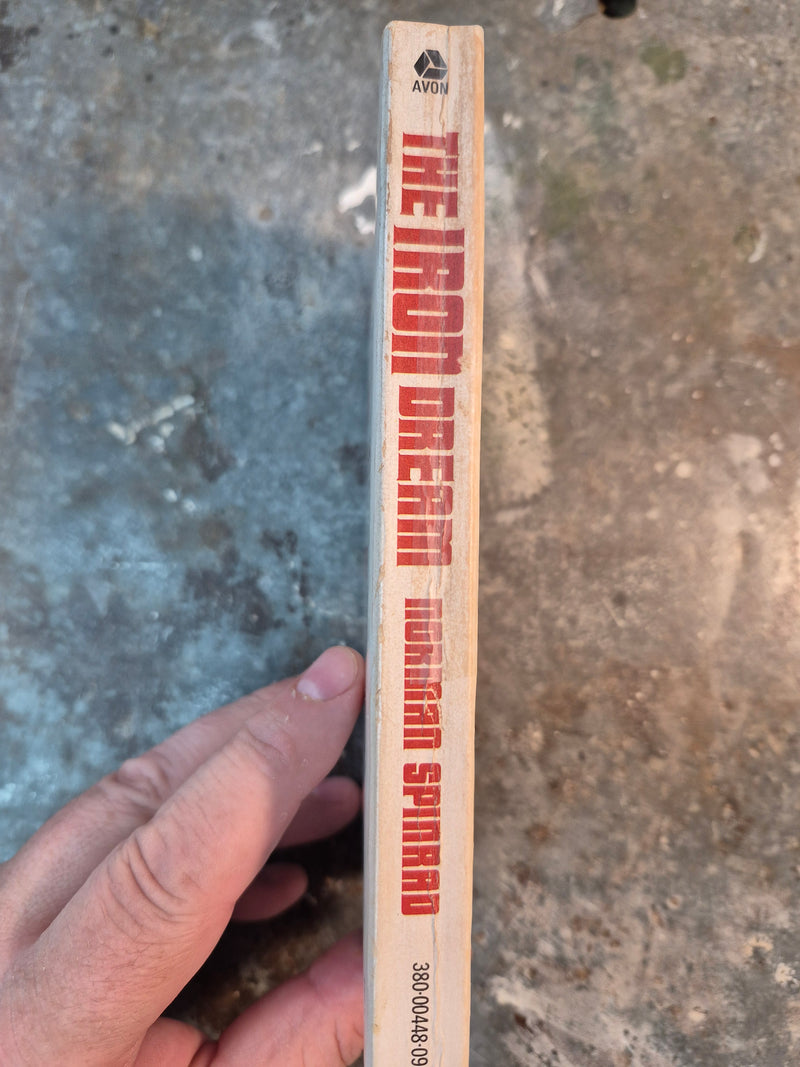 AVON
THE IRON DREAM NORMAN SPINRAD
380-00448-09